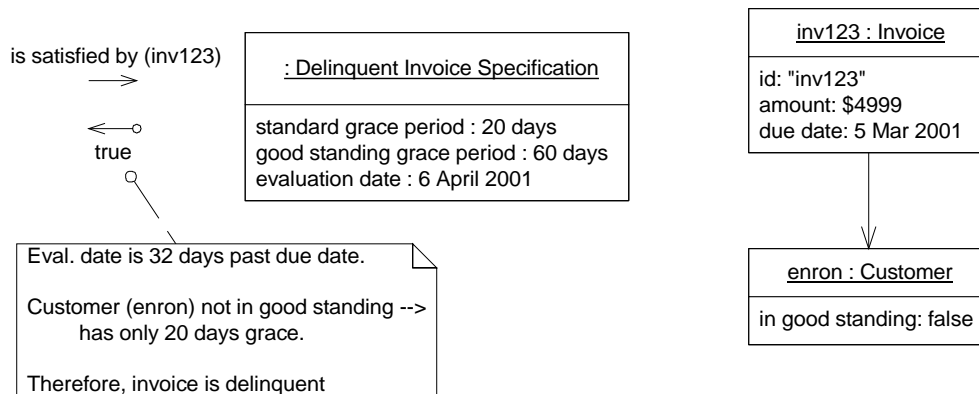 is satisfied by (inv123)
true
: Delinquent Invoice Specification
standard grace period : 20 days
good standing grace period : 60 days
evaluation date : 6 April 2001
Eval. date is 32 days past due date.
Customer (enron) not in good standing -->
has only 20 days grace.
Therefore, invoice is delinquent
inv123 : Invoice
id: "inv123"
amount: $4999
due date: 5 Mar 2001
enron : Customer
in good standing: false